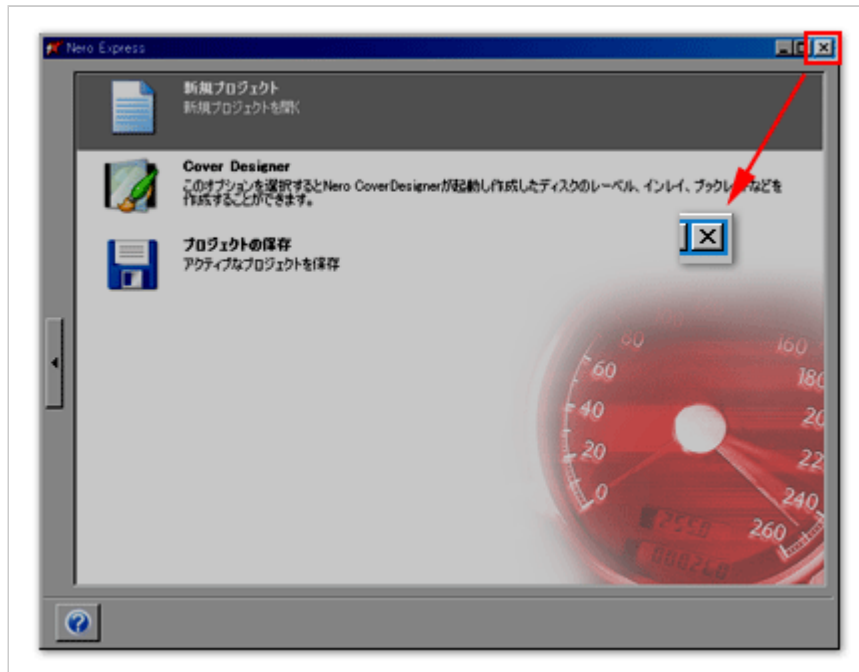 Nero Express
新規プロジェクト
新規プロジェクトを開く
Cover Designer
このオプションを選択するとNero CoverDesignerが起動し作成したディスクのレーベル、インレイ、ブックレ などを
作成することができます。
プロジェクトの保存
アクティブなプロジェクトを保存
80
160
60
180
40
20
20
22
0
240
260